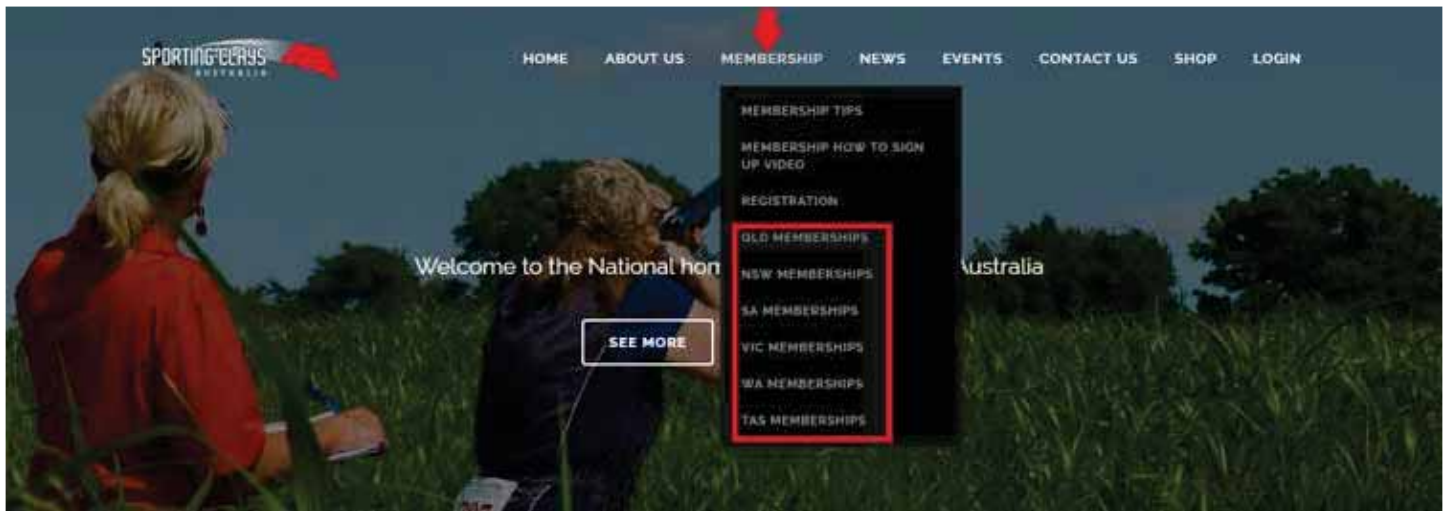 SPORTING CLAYS
AUSTRALIA
HOME ABOUT US MEMBERSHIP NEWS EVENTS CONTACT US SHOP LOGIN
MEMBERSHIP TIPS
MEMBERSHIP HOW TO SIGN
UP VIDEO
REGISTRATION
QLD MEMBERSHIPS
Welcome to the National hom ustralia
NSW MEMBERSHIPS
SA MEMBERSHIPS
SEE MORE
VIC MEMBERSHIPS
WA MEMBERSHIPS
TAS MEMBERSHIPS